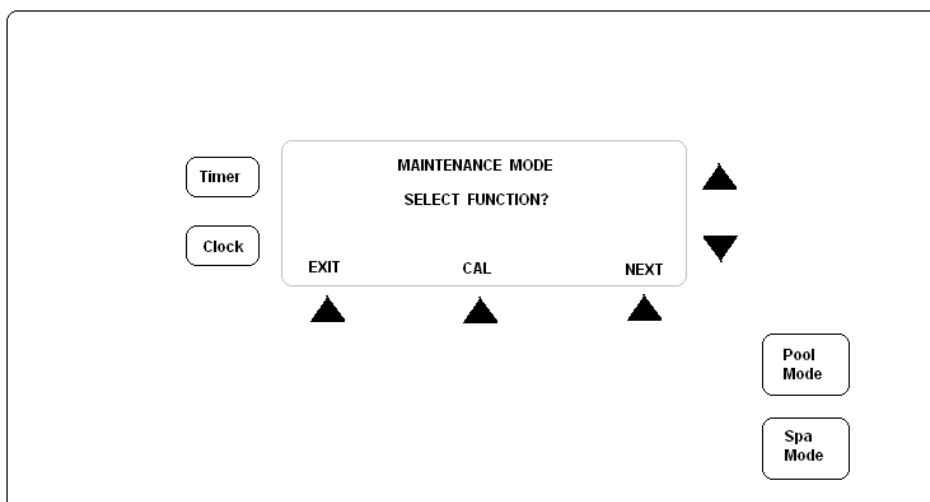 MAINTENANCE MODE
Timer
SELECT FUNCTION?
Clock
EXIT CAL NEXT
Pool
Mode
Spa
Mode